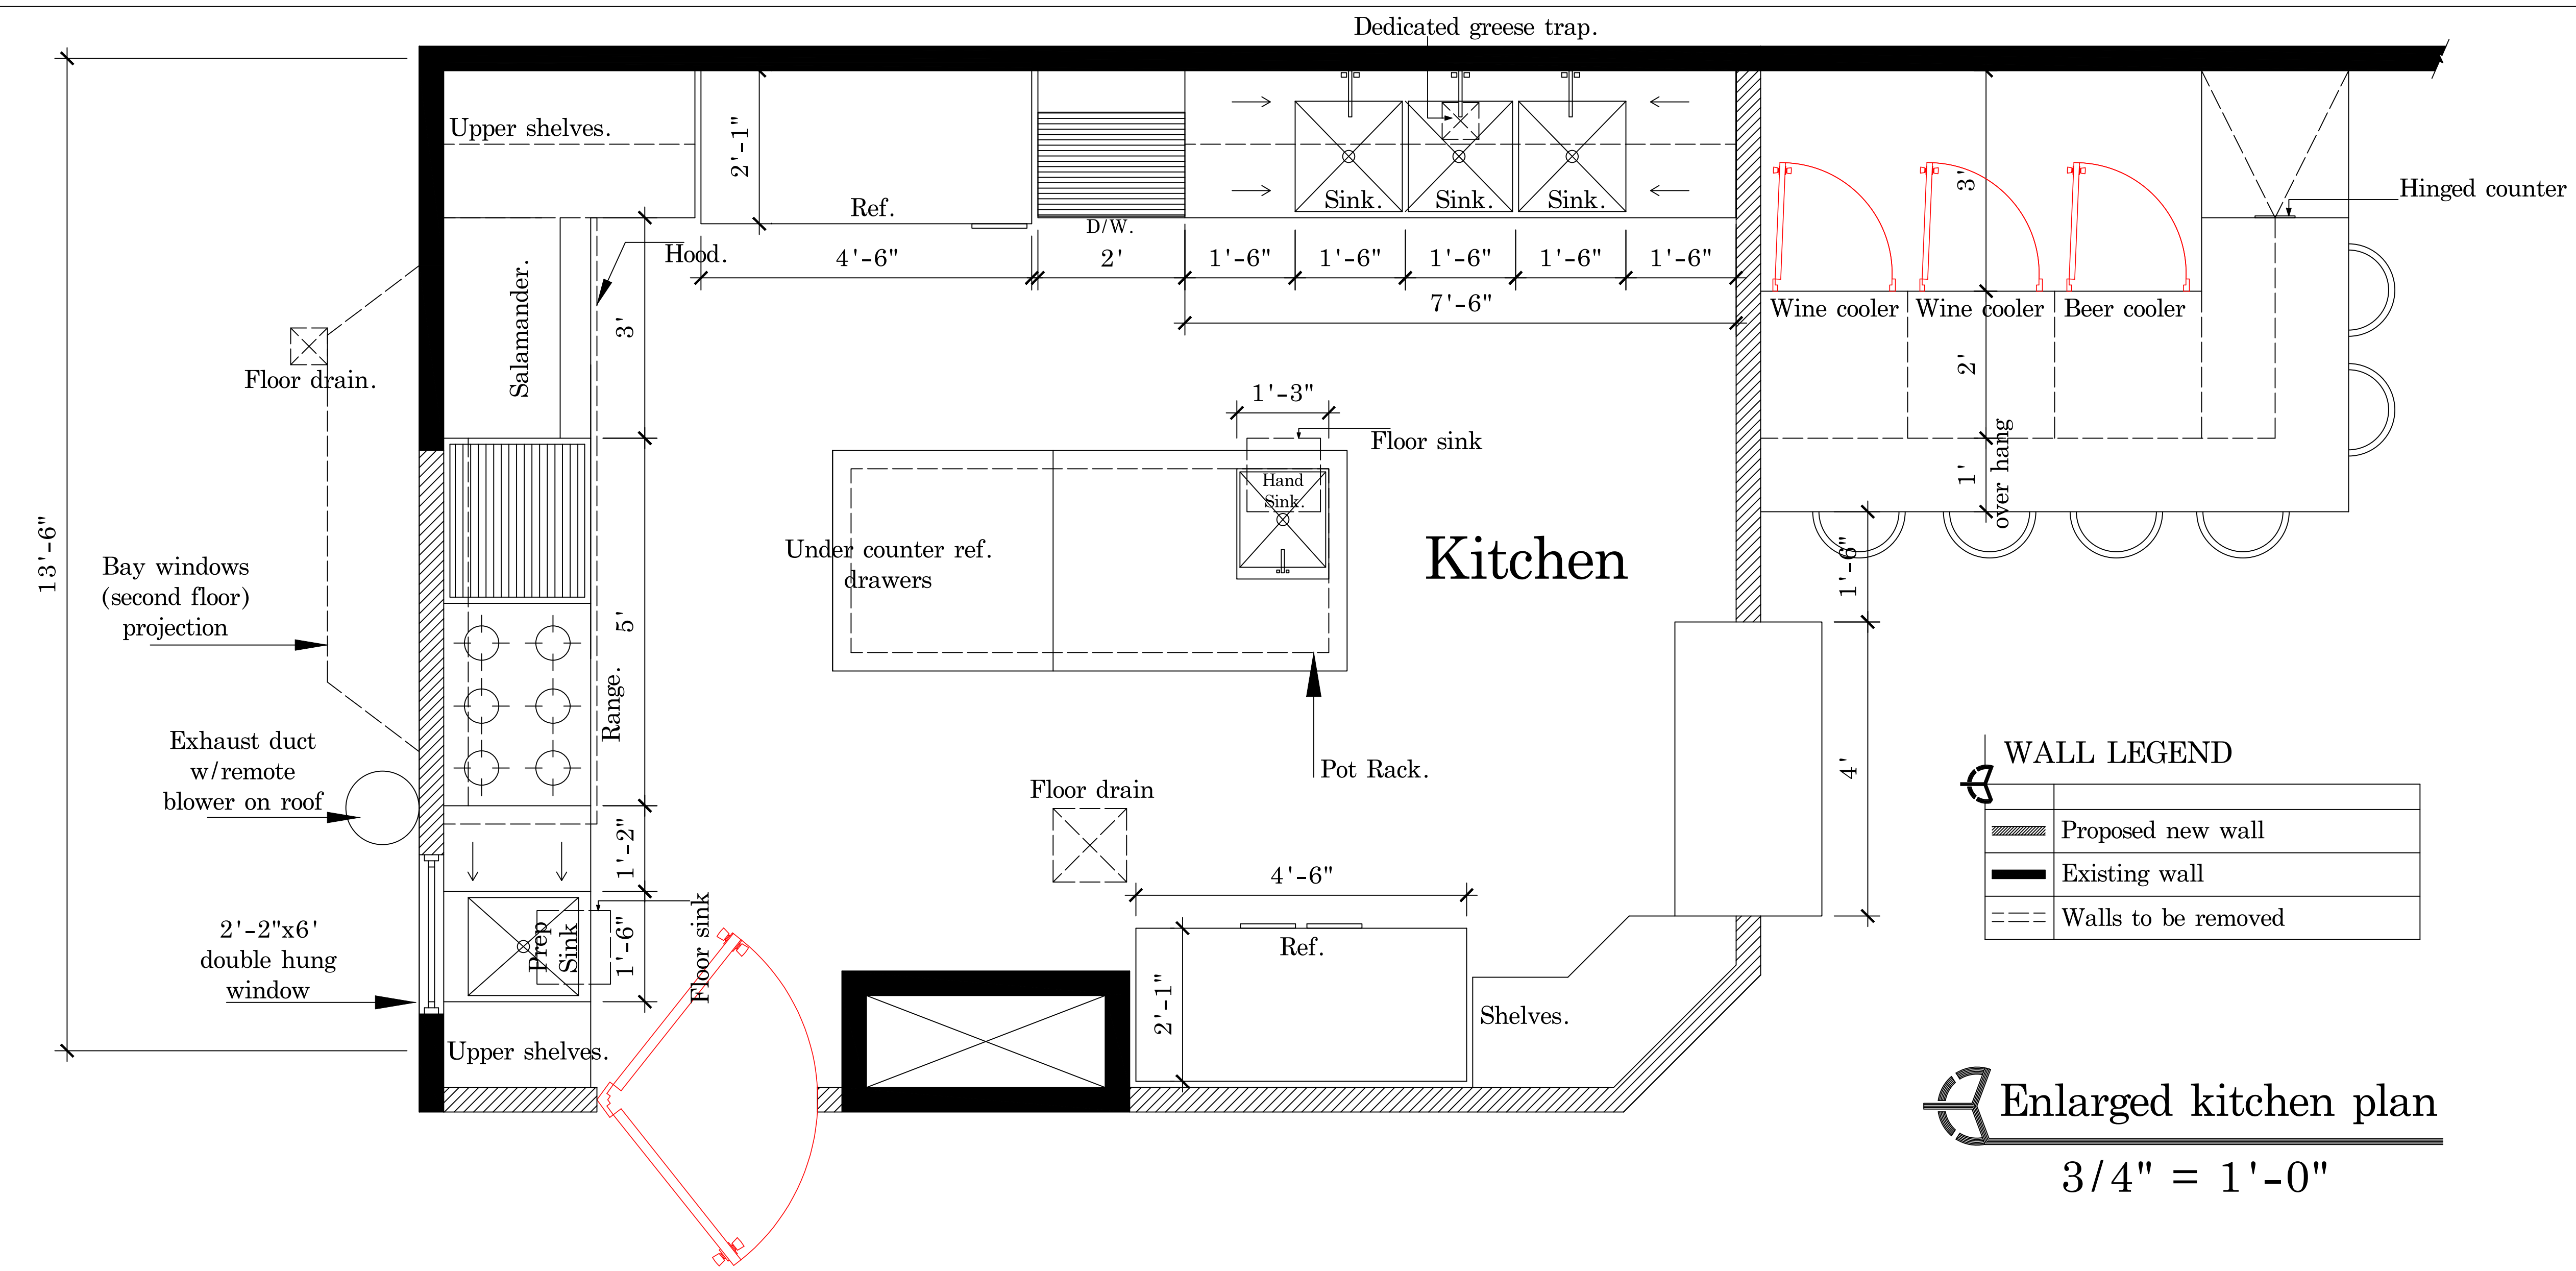 Dedicated greese trap.
Upper shelves.
2'-1"
Ref.
D/W.
Sink.
Sink.
Sink.
3'
Hinged counter
Hood.
4'-6"
2'
1'-6"
1'-6"
1'-6"
1'-6"
1'-6"
7'-6"
Wine cooler
Wine cooler
Beer cooler
Salamander.
3'
2'
Floor drain.
1'-3"
Floor sink
1'
over hang
Hand
Sink.
13'-6"
Under counter ref.
drawers
Kitchen
1'-6"
Bay windows
(second floor)
projection
5'
Range.
Exhaust duct
w/remote
blower on roof
Pot Rack.
4'
Floor drain
WALL LEGEND
Proposed new wall
Existing wall
Walls to be removed
1'-2"
4'-6"
2'-2"x6'
double hung
window
Prep
Sink
1'-6"
Floor sink
Ref.
2'-1"
Shelves.
Upper shelves.
Enlarged kitchen plan
3/4" = 1'-0"